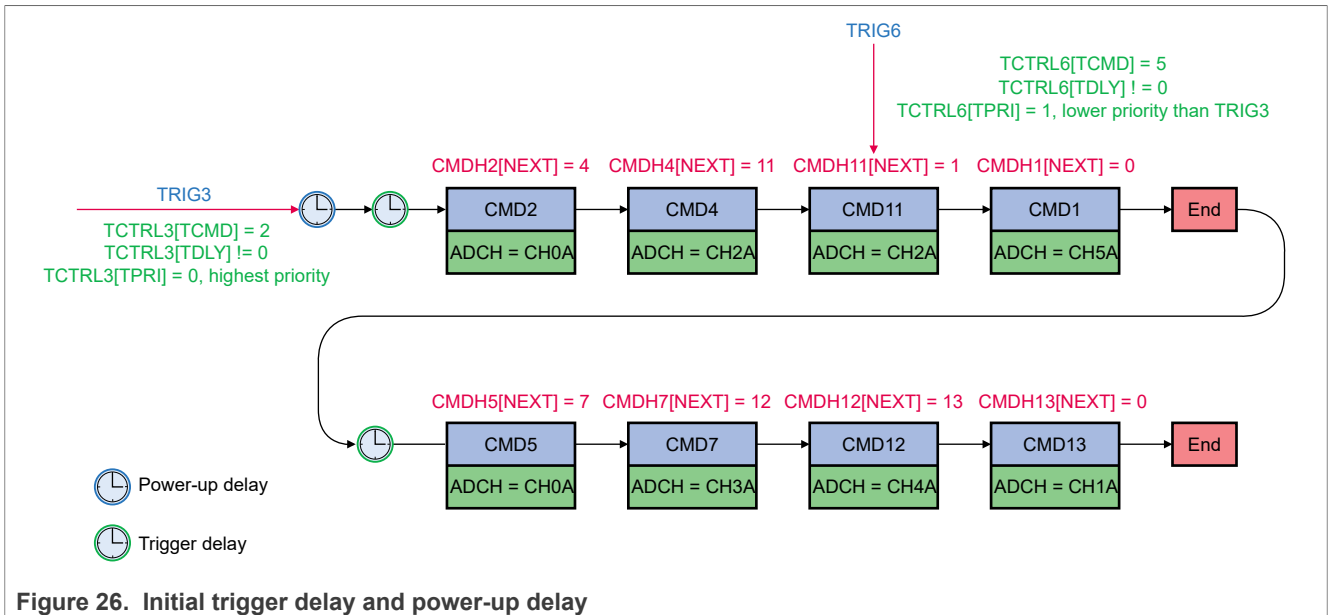 TRIG6
TCTRL6[TCMD] = 5
TCTRL6[TDLY] ! = 0
TCTRL6[TPRI] = 1, lower priority than TRIG3
CMDH2[NEXT] = 4 CMDH4[NEXT] = 11 CMDH11[NEXT] = 1 CMDH1[NEXT] = 0
TRIG3
TCTRL3[TCMD] = 2
TCTRL3[TDLY] != 0
TCTRL3[TPRI] = 0, highest priority
CMD2 CMD4 CMD11 CMD1 End
ADCH = CH0A ADCH = CH2A ADCH = CH2A ADCH = CH5A
CMDH5[NEXT] = 7 CMDH7[NEXT] = 12 CMDH12[NEXT] = 13 CMDH13[NEXT] = 0
CMD5 CMD7 CMD12 CMD13 End
ADCH = CH0A ADCH = CH3A ADCH = CH4A ADCH = CH1A
Power-up delay
Trigger delay
Figure 26. Initial trigger delay and power-up delay